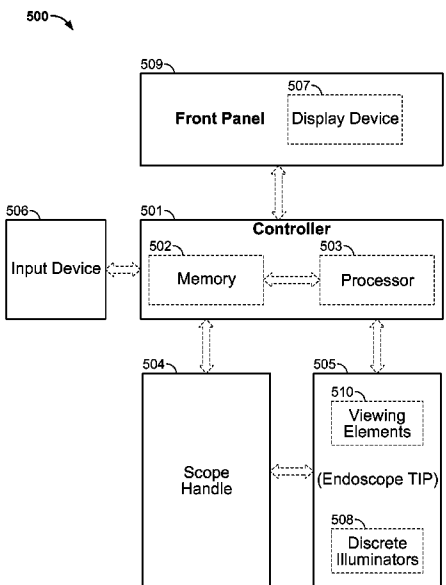 500
509
507
Front Panel
Display Device
506
501
Controller
502
503
Input Device
Memory
Processor
504
505
510
Viewing
Elements
Scope
Handle
(Endoscope TIP)
508
Discrete
Illuminators